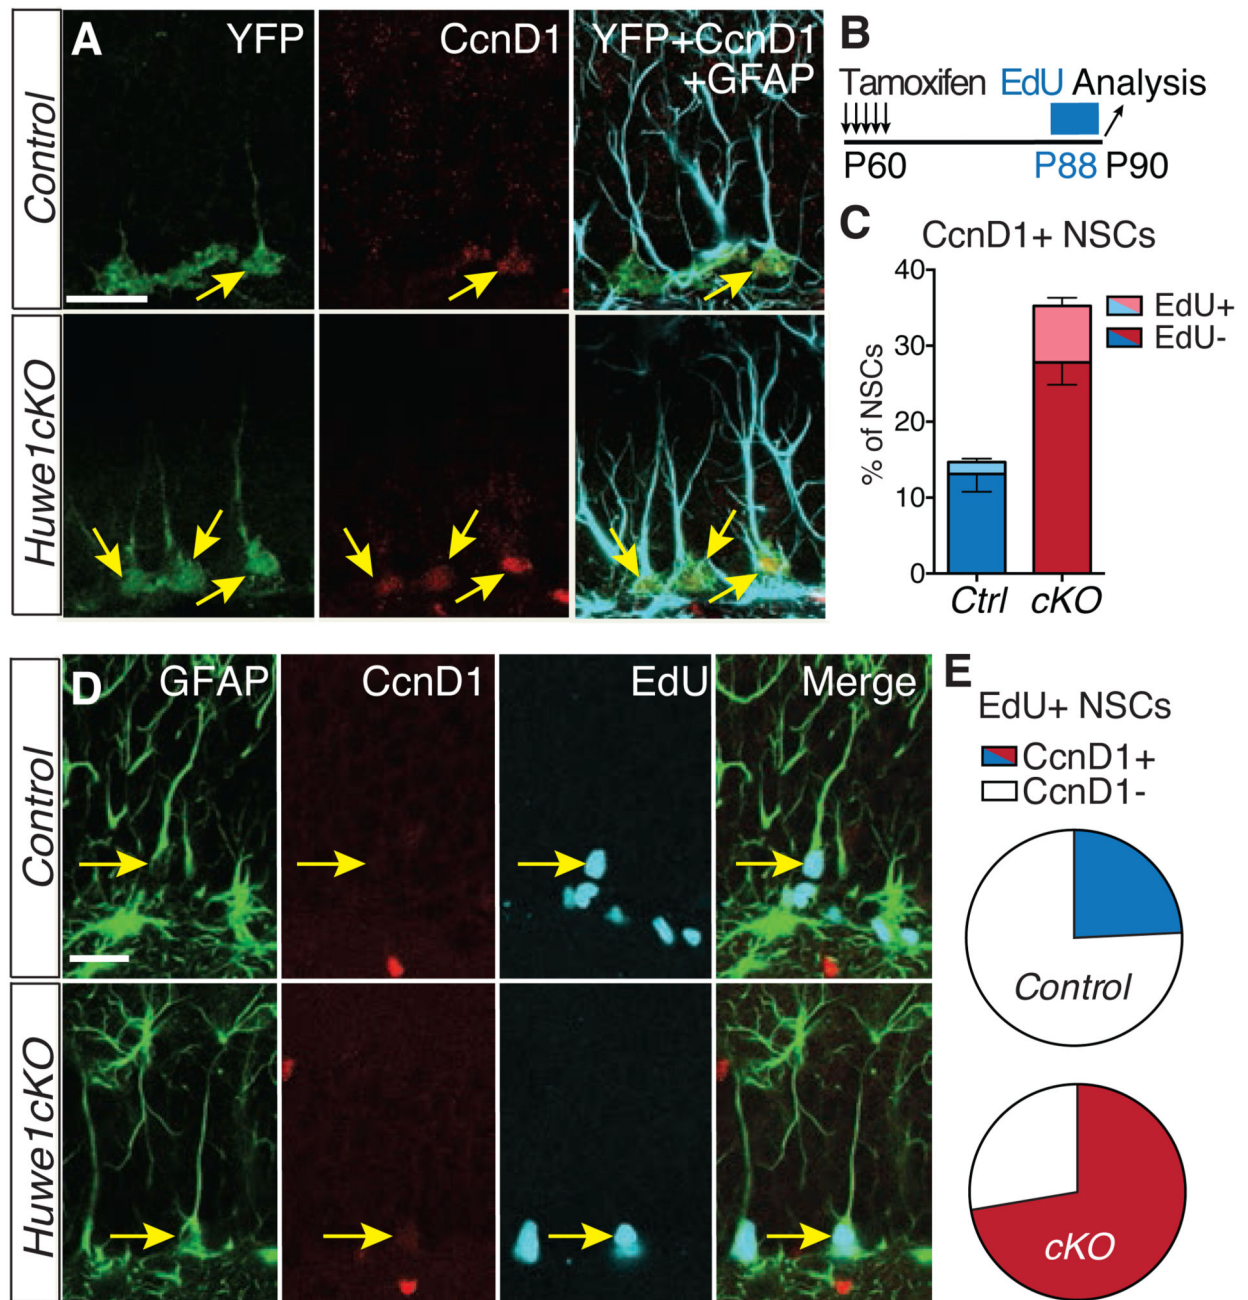 A
YFP
CcnD1
YFP+CcnD1
+GFAP
Control
Huwe1cKO
B
Tamoxifen EdU Analysis
P60 P88 P90
C
CcnD1+ NSCs
% of NSCs
40
30
20
10
0
Ctrl cKO
EdU+
EdU-
D
GFAP
CcnD1
EdU
Merge
Control
Huwe1cKO
E
EdU+ NSCs
CcnD1+
CcnD1-
Control
cKO